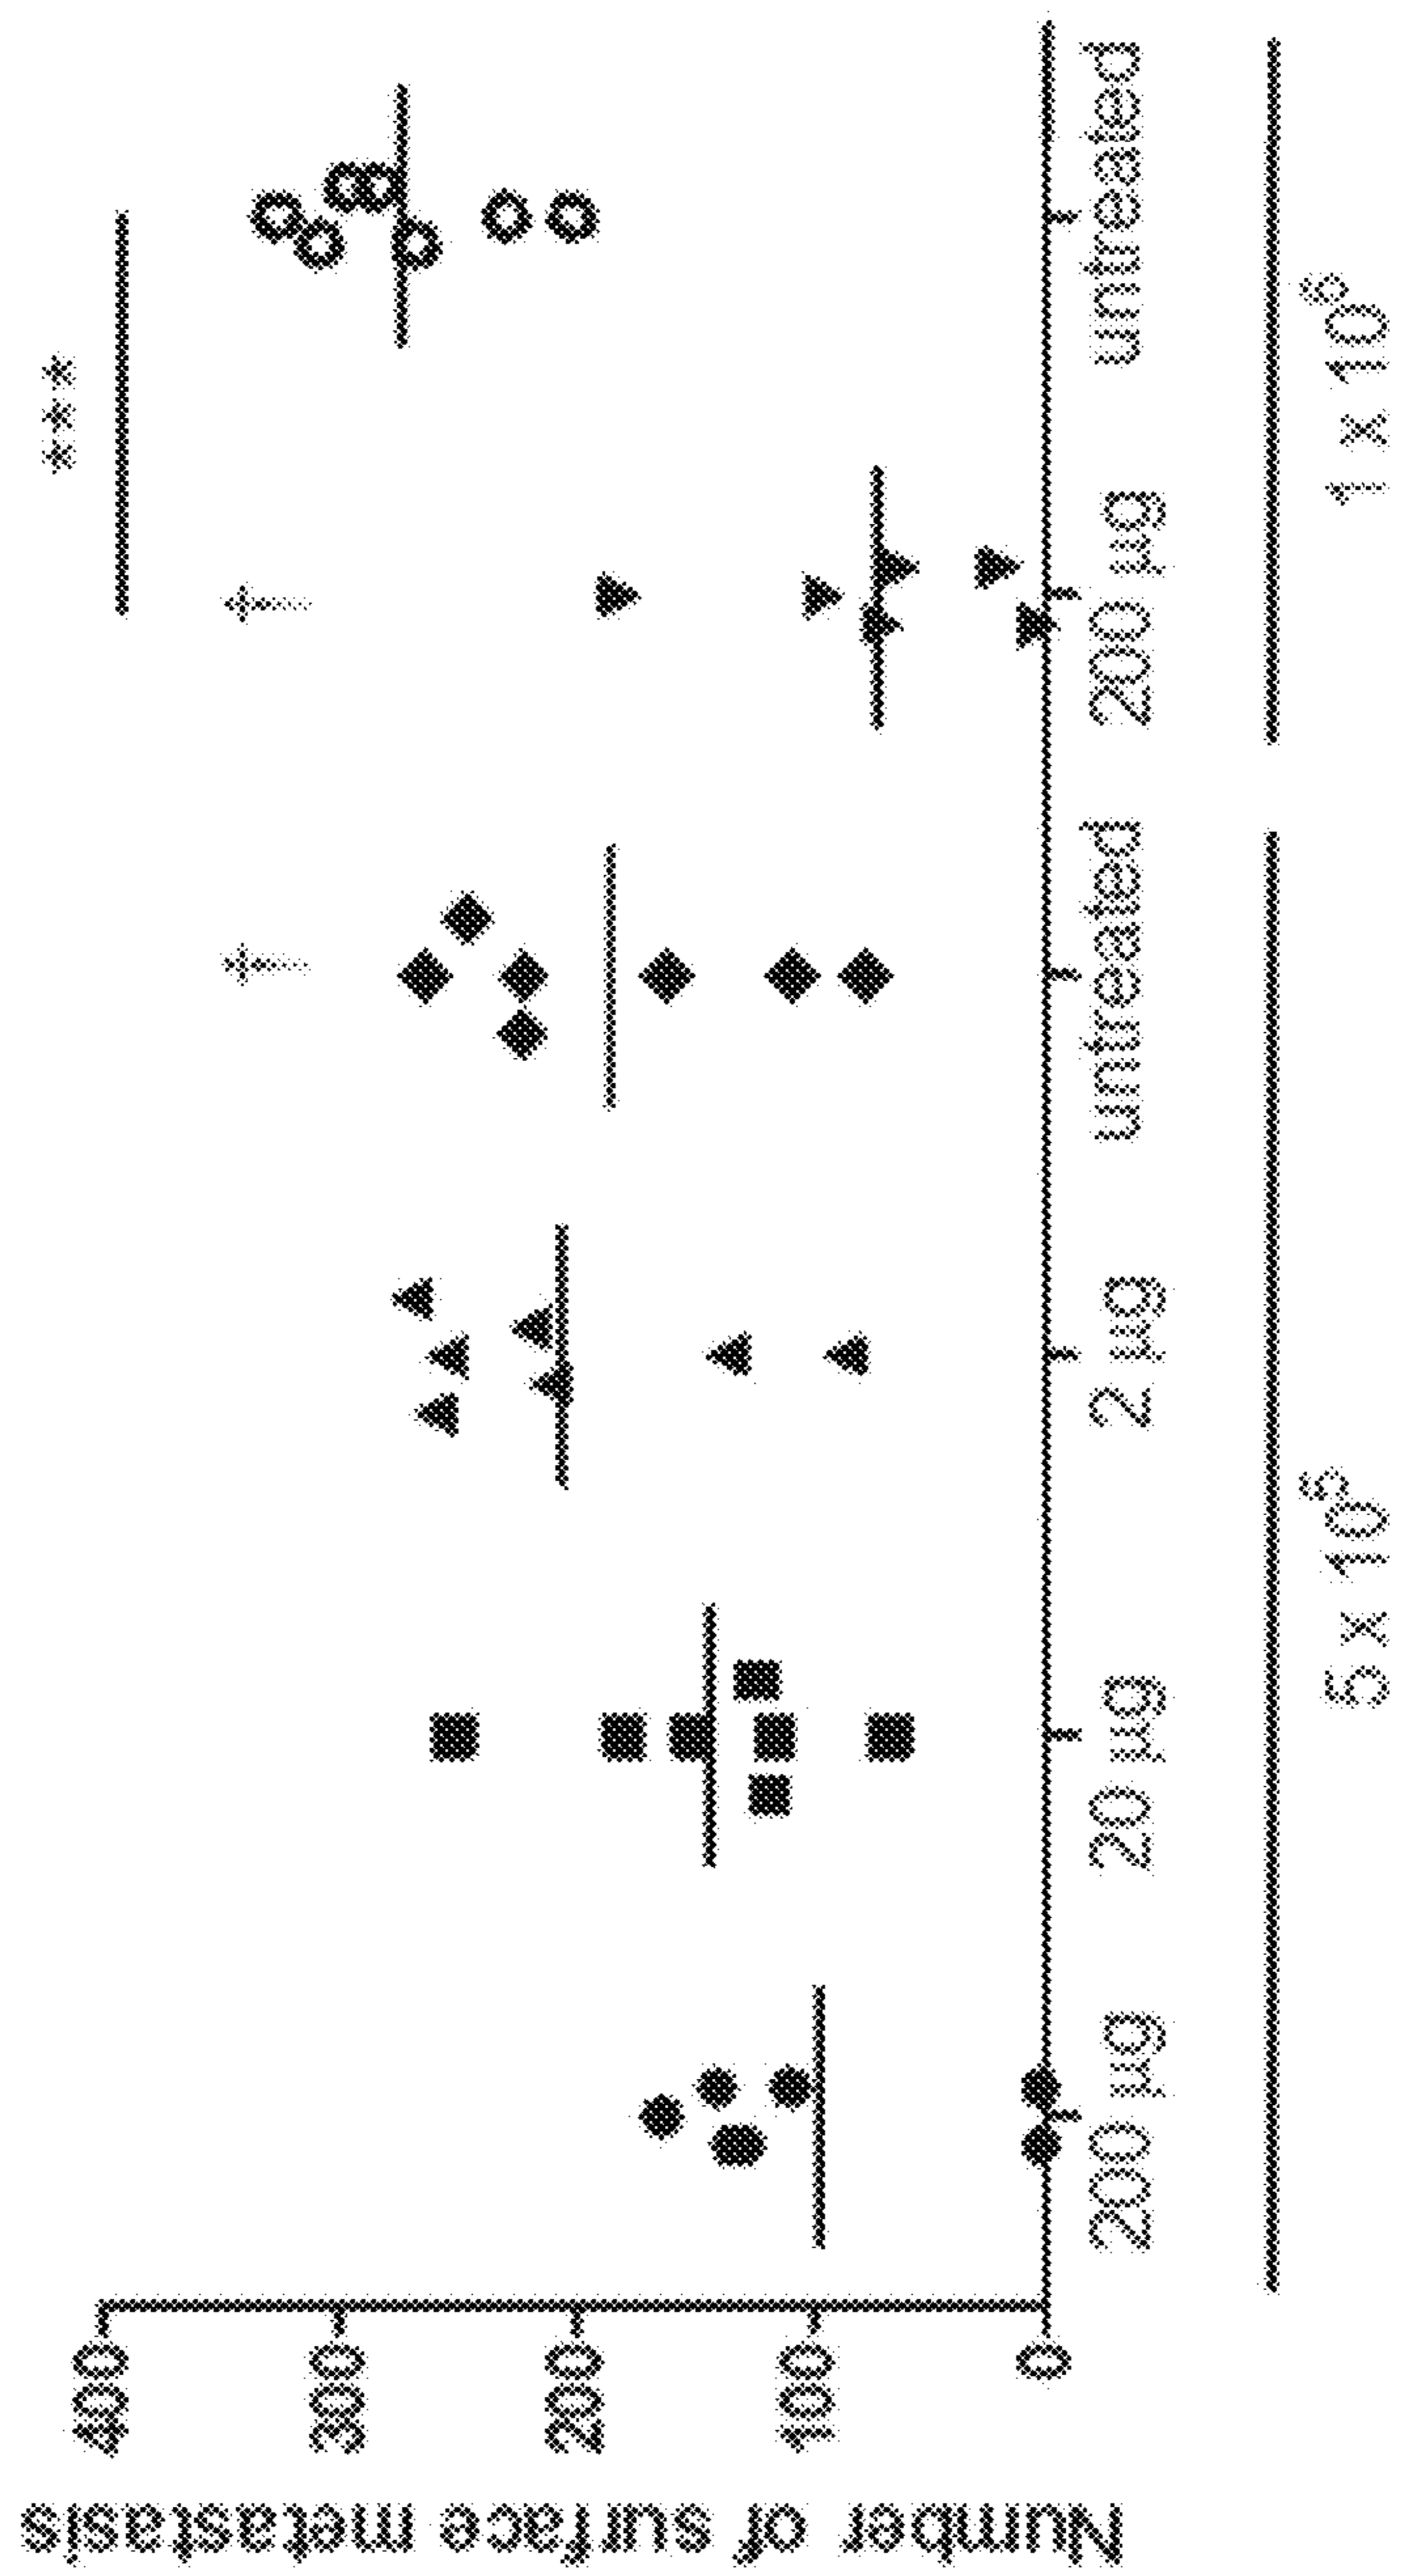 Number of surface metastasis
***
† †
400
300
200
100
0
200 µg 20 µg 2 µg untreated 200 µg untreated
5 x 10⁵ 1 x 10⁶